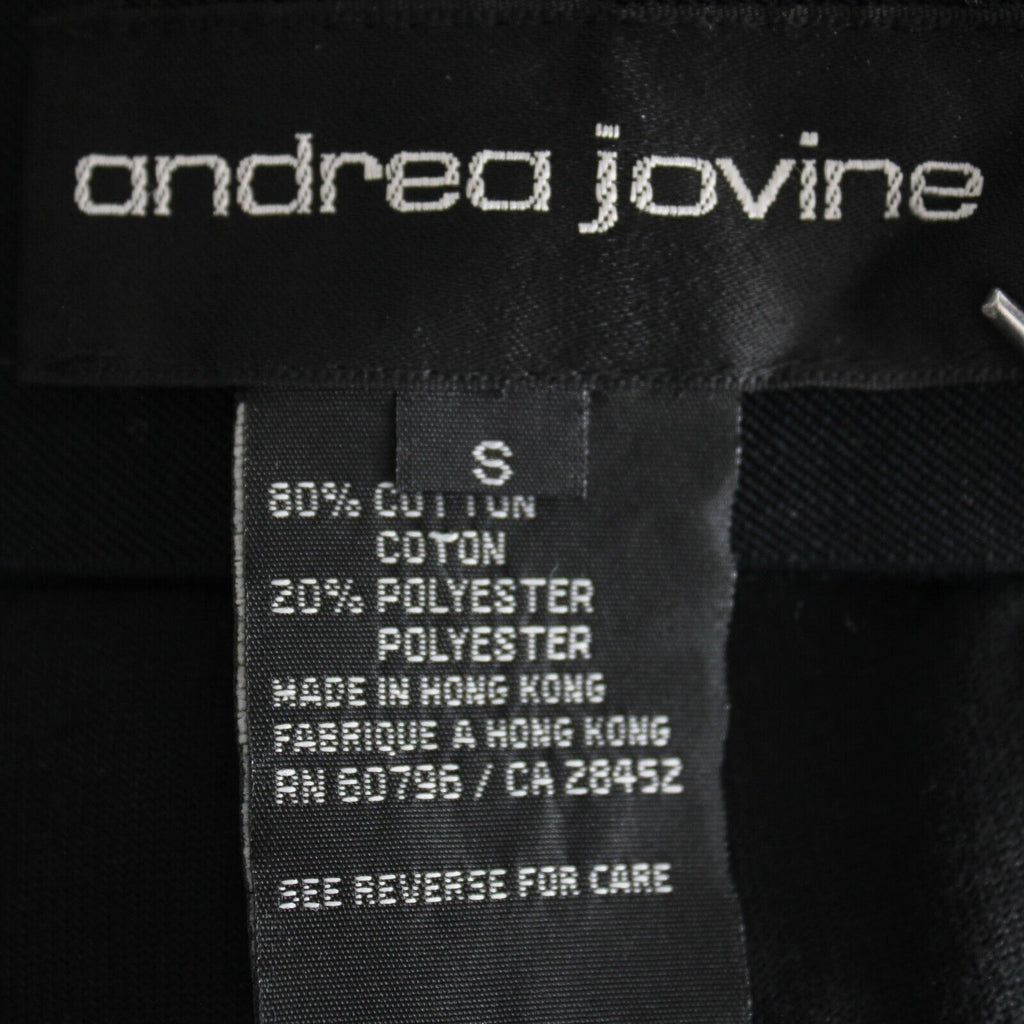 andrea jovine
S
80% COTTON
COTON
20% POLYESTER
POLYESTER
MADE IN HONG KONG
FABRIQUE A HONG KONG
RN 60796 / CA 28452
SEE REVERSE FOR CARE